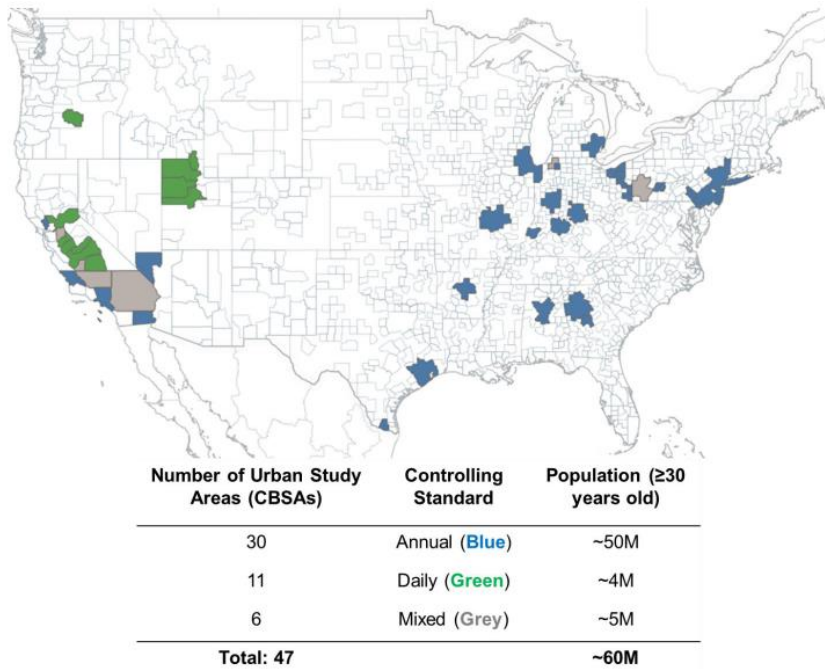 Number of Urban Study Controlling Population (≥30
Areas (CBSAs) Standard years old)
30 Annual (Blue) ~50M
11 Daily (Green) ~4M
6 Mixed (Grey) ~5M
Total: 47 ~60M